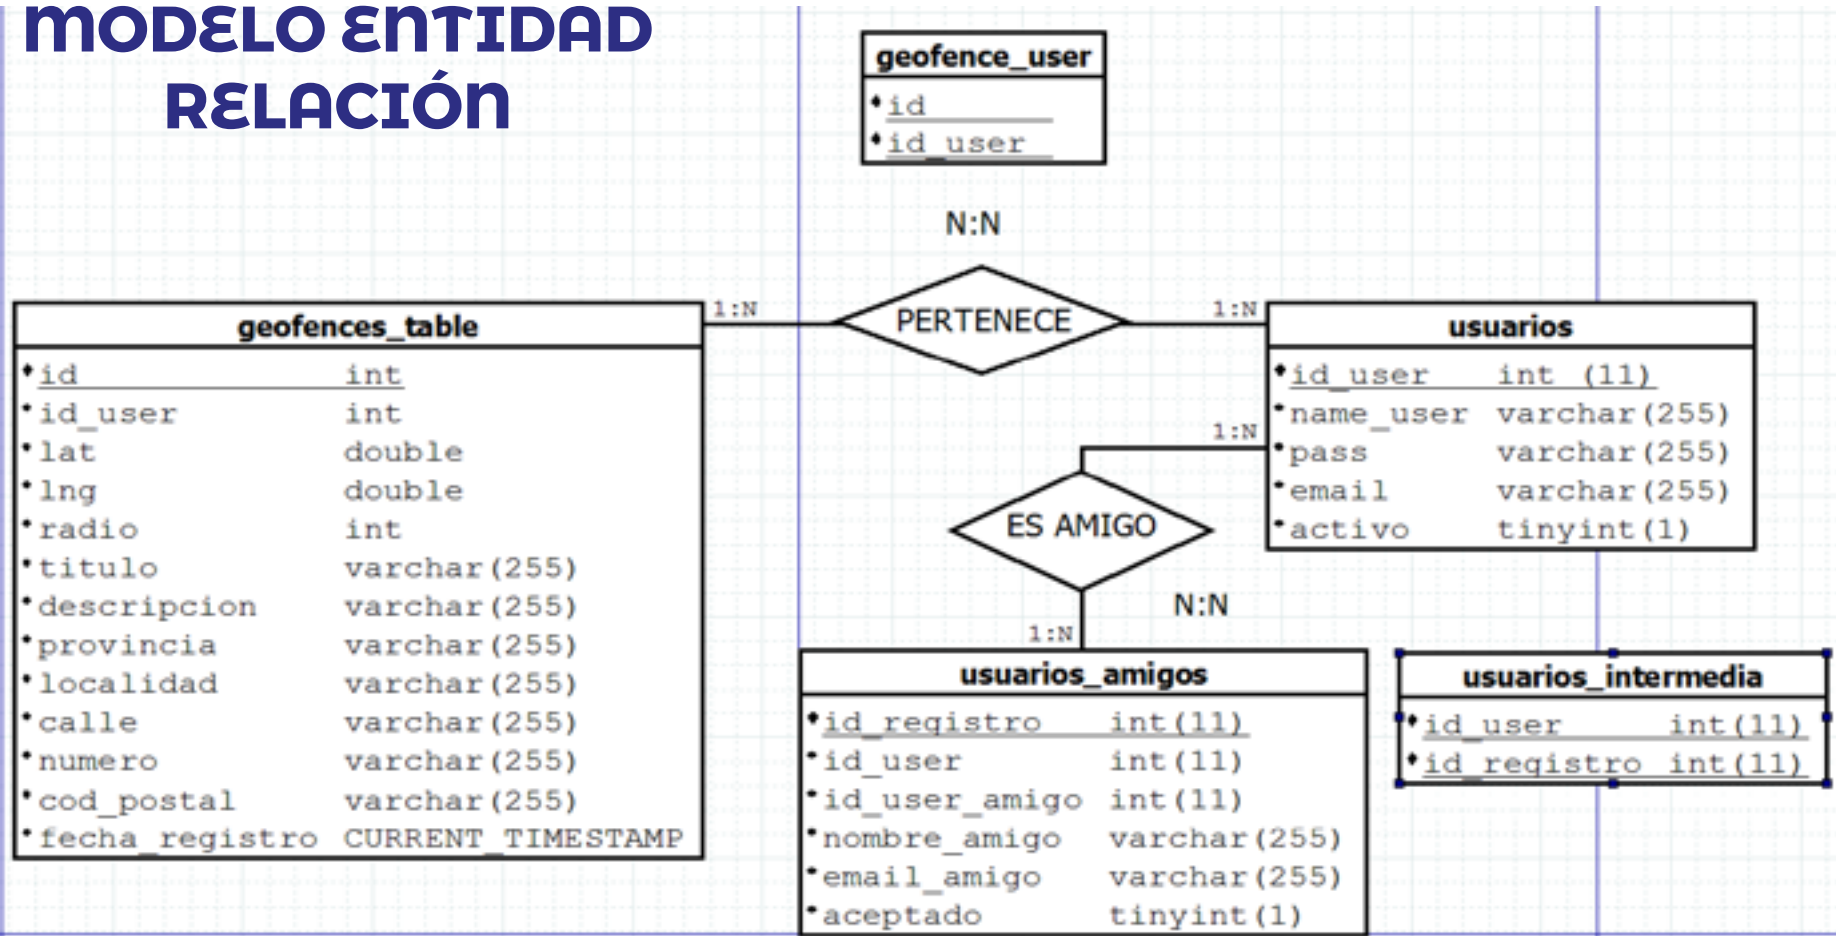 MODELO ENTIDAD
RELACIÓN
geofence_user
id
id_user
N:N
1:N
PERTENECE
1:N
geofences_table
id int
id_user int
lat double
lng double
radio int
titulo varchar(255)
descripcion varchar(255)
provincia varchar(255)
localidad varchar(255)
calle varchar(255)
numero varchar(255)
cod_postal varchar(255)
fecha_registro CURRENT_TIMESTAMP
usuarios
id_user int (11)
name_user varchar(255)
pass varchar(255)
email varchar(255)
activo tinyint(1)
1:N
ES AMIGO
N:N
1:N
usuarios_amigos
id_registro int(11)
id_user int(11)
id_user_amigo int(11)
nombre_amigo varchar(255)
email_amigo varchar(255)
aceptado tinyint(1)
usuarios_intermedia
id_user int(11)
id_registro int(11)